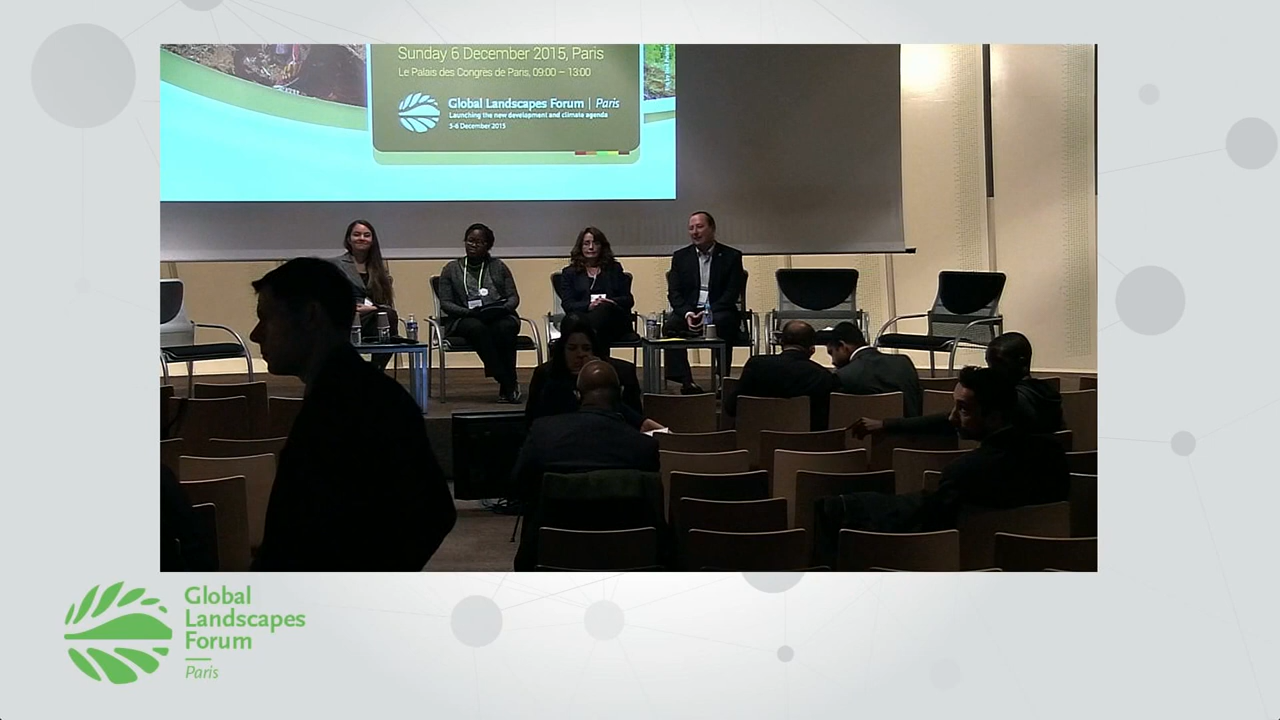 Sunday 6 December 2015, Paris
Le Palais des Congrès de Paris, 09:00 – 13:00
Global Landscapes Forum | Paris
Launching the new development and climate agenda
5-6 December 2015
Global
Landscapes
Forum
Paris